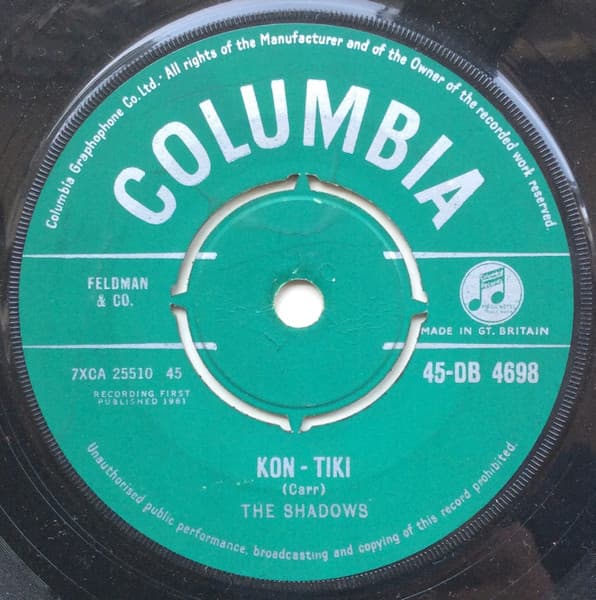 Columbia Graphophone Co. Ltd. · All rights of the Manufacturer and of the Owner of the recorded work reserved.
COLUMBIA
FELDMAN
& CO.
MADE IN GT. BRITAIN
7XCA 25510 45
45-DB 4698
RECORDING FIRST
PUBLISHED 1961
KON - TIKI
(Carr)
THE SHADOWS
Unauthorised public performance, broadcasting and copying of this record prohibited.